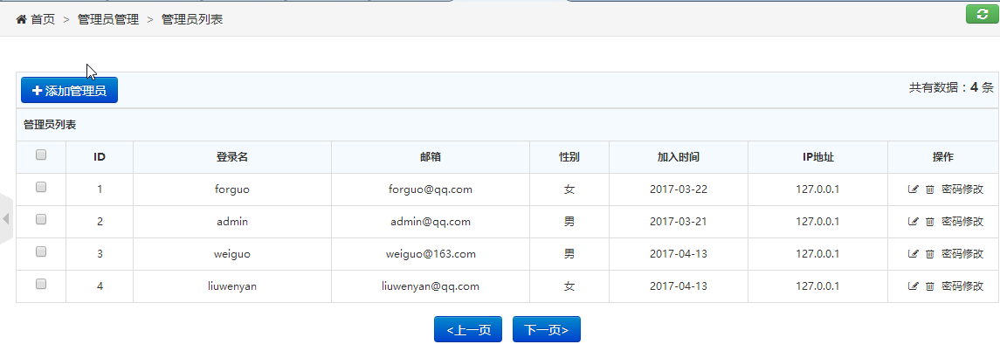 首页 > 管理员管理 > 管理员列表
添加管理员 共有数据：4 条
管理员列表
ID 登录名 邮箱 性别 加入时间 IP地址 操作
1 forguo forguo@qq.com 女 2017-03-22 127.0.0.1 密码修改
2 admin admin@qq.com 男 2017-03-21 127.0.0.1 密码修改
3 weiguo weiguo@163.com 男 2017-04-13 127.0.0.1 密码修改
4 liuwenyan liuwenyan@qq.com 女 2017-04-13 127.0.0.1 密码修改
<上一页 下一页>